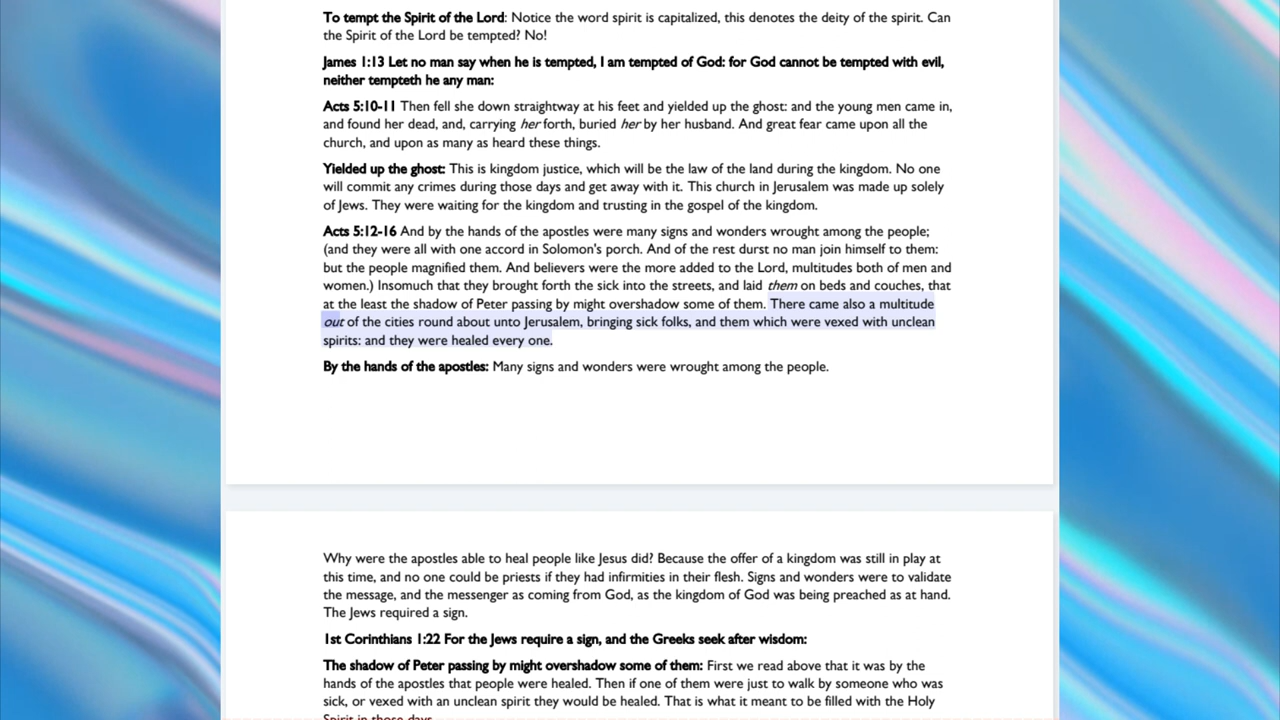 To tempt the Spirit of the Lord: Notice the word spirit is capitalized, this denotes the deity of the spirit. Can
the Spirit of the Lord be tempted? No!
James 1:13 Let no man say when he is tempted, I am tempted of God: for God cannot be tempted with evil,
neither tempteth he any man:
Acts 5:10-11 Then fell she down straightway at his feet and yielded up the ghost: and the young men came in,
and found her dead, and, carrying her forth, buried her by her husband. And great fear came upon all the
church, and upon as many as heard these things.
Yielded up the ghost: This is kingdom justice, which will be the law of the land during the kingdom. No one
will commit any crimes during those days and get away with it. This church in Jerusalem was made up solely
of Jews. They were waiting for the kingdom and trusting in the gospel of the kingdom.
Acts 5:12-16 And by the hands of the apostles were many signs and wonders wrought among the people;
(and they were all with one accord in Solomon's porch. And of the rest durst no man join himself to them:
but the people magnified them. And believers were the more added to the Lord, multitudes both of men and
women.) Insomuch that they brought forth the sick into the streets, and laid them on beds and couches, that
at the least the shadow of Peter passing by might overshadow some of them. There came also a multitude
out of the cities round about unto Jerusalem, bringing sick folks, and them which were vexed with unclean
spirits: and they were healed every one.
By the hands of the apostles: Many signs and wonders were wrought among the people.
Why were the apostles able to heal people like Jesus did? Because the offer of a kingdom was still in play at
this time, and no one could be priests if they had infirmities in their flesh. Signs and wonders were to validate
the message, and the messenger as coming from God, as the kingdom of God was being preached as at hand.
The Jews required a sign.
1st Corinthians 1:22 For the Jews require a sign, and the Greeks seek after wisdom:
The shadow of Peter passing by might overshadow some of them: First we read above that it was by the
hands of the apostles that people were healed. Then if one of them were just to walk by someone who was
sick, or vexed with an unclean spirit they would be healed. That is what it meant to be filled with the Holy
Spirit in those days